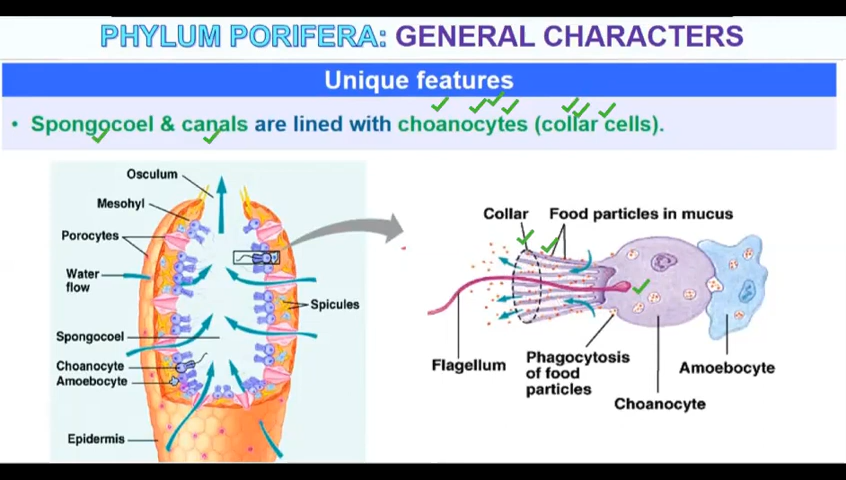 PHYLUM PORIFERA: GENERAL CHARACTERS
Unique features
• Spongocoel & canals are lined with choanocytes (collar cells).
Osculum
Mesohyl
Porocytes
Water
flow
Spongocoel
Choanocyte
Amoebocyte
Epidermis
Spicules
Collar
Food particles in mucus
Flagellum
Phagocytosis
of food
particles
Choanocyte
Amoebocyte